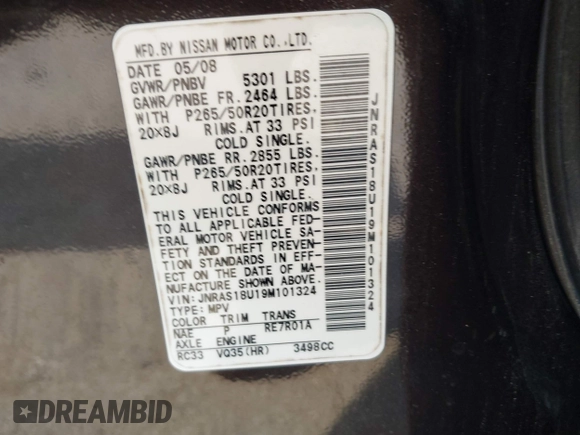 MFD.BY NISSAN MOTOR CO.,LTD.
DATE 05/08
GVWR/PNBV 5301 LBS.
GAWR/PNBE FR. 2464 LBS.
WITH P265/50R20TIRES,
20X8J RIMS.AT 33 PSI
COLD SINGLE.
GAWR/PNBE RR. 2855 LBS.
WITH P265/50R20TIRES,
20X8J RIMS.AT 33 PSI
COLD SINGLE.
THIS VEHICLE CONFORMS
TO ALL APPLICABLE FED-
ERAL MOTOR VEHICLE SA-
FETY AND THEFT PREVEN-
TION STANDARDS IN EFF-
ECT ON THE DATE OF MA-
NUFACTURE SHOWN ABOVE.
VIN: JNRAS18U19M101324
TYPE: MPV
COLOR TRIM TRANS
NAE P RE7R01A
AXLE ENGINE
RC33 VQ35(HR) 3498CC
JNRAS18U19M101324
DREAMBID